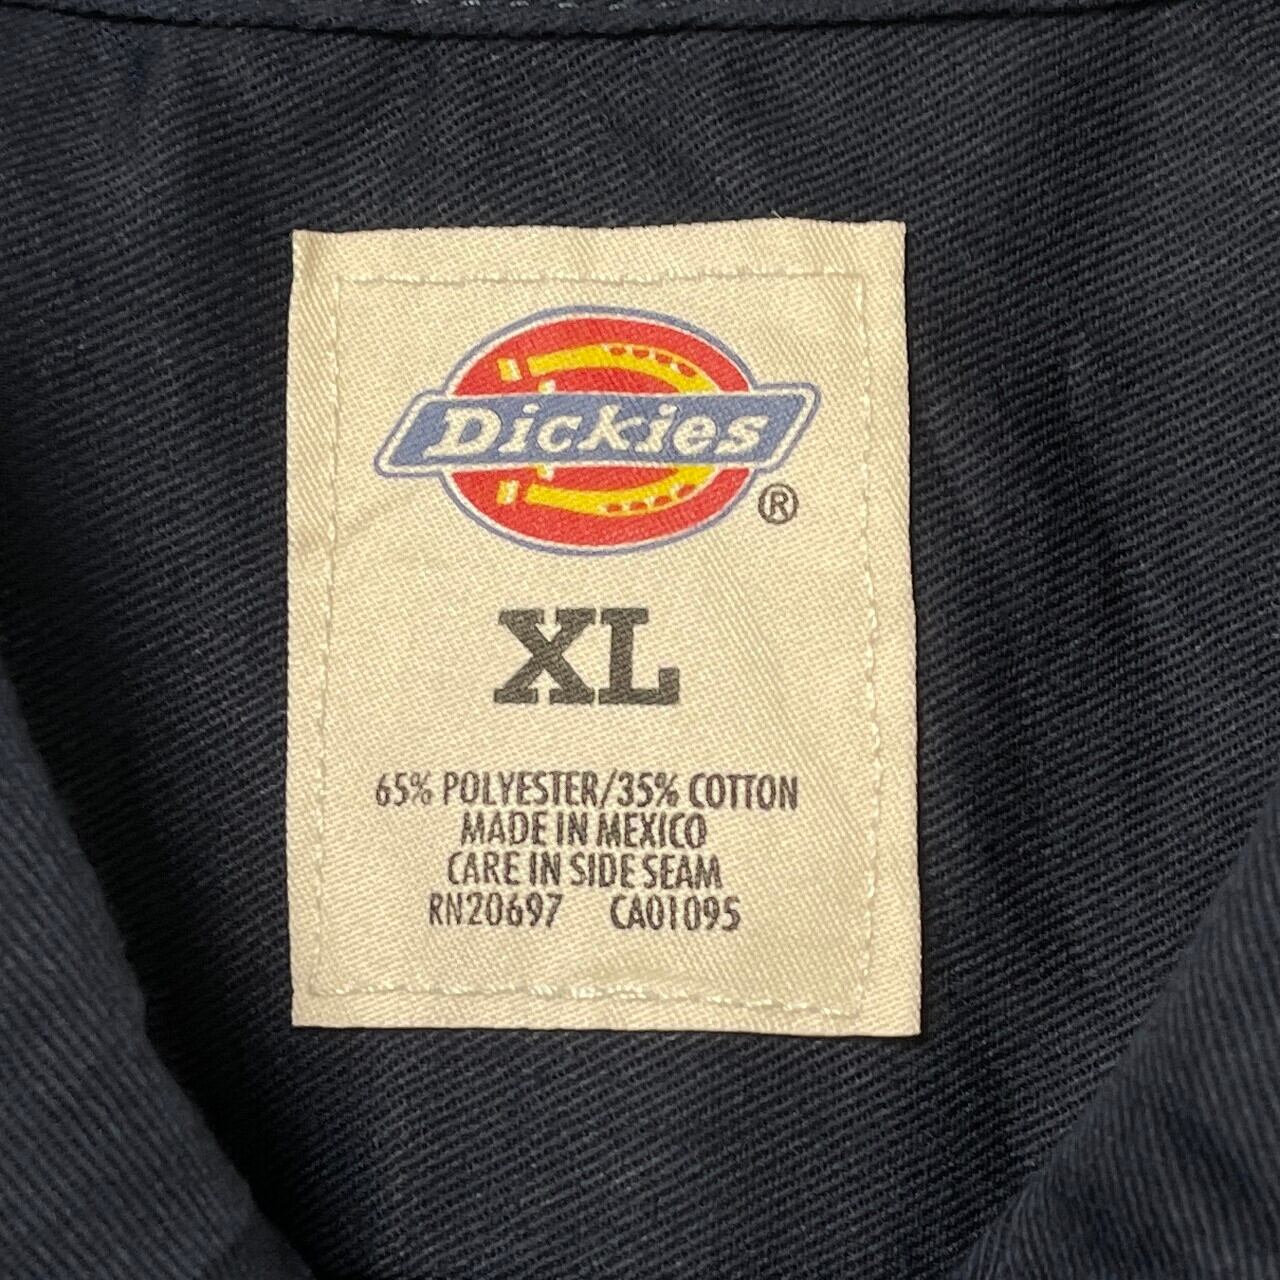 Dickies
®
XL
65% POLYESTER/35% COTTON
MADE IN MEXICO
CARE IN SIDE SEAM
RN20697 CA01095